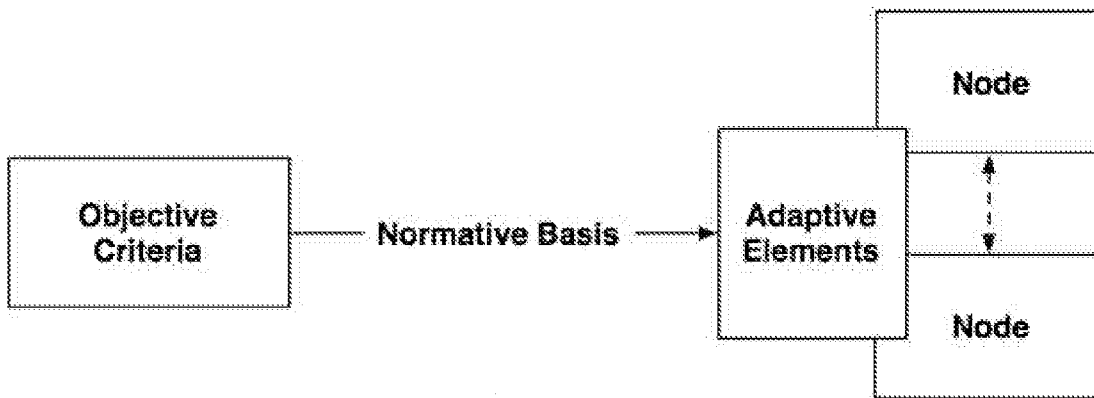 Node
Objective
Criteria
Normative Basis
Adaptive
Elements
Node